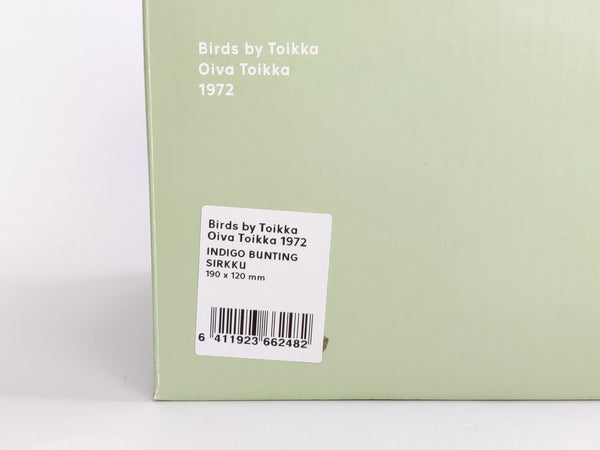 Birds by Toikka
Oiva Toikka
1972
Birds by Toikka
Oiva Toikka 1972
INDIGO BUNTING
SIRKKU
190 x 120 mm
6 411923 662482